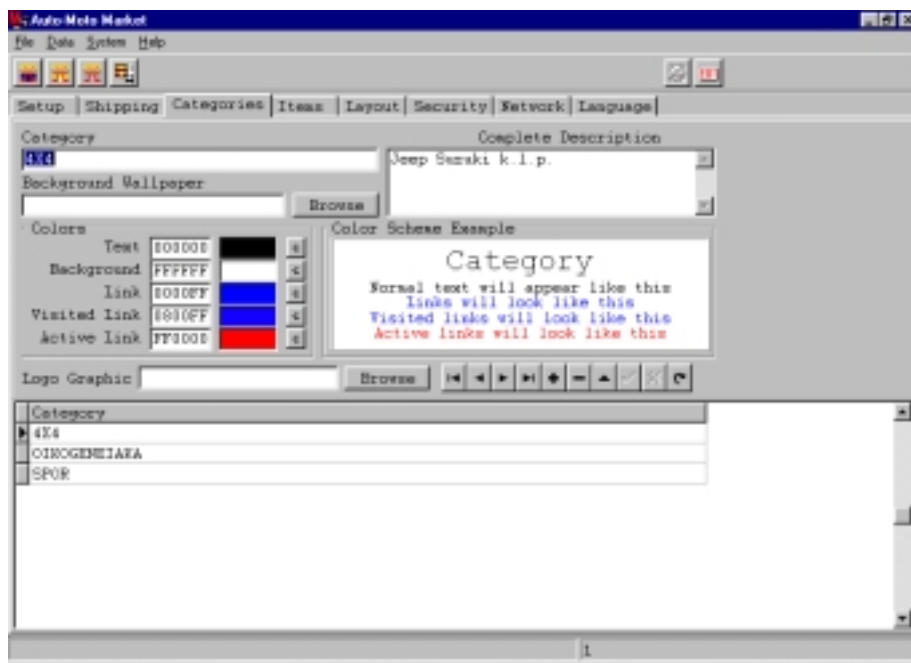 Auto-Moto Market
File Data System Help
Setup Shipping Categories Items Layout Security Network Language
Category
Complete Description
4X4
Jeep Suzuki k.l.p.
Background Wallpaper
Browse
Colors
Color Scheme Example
Text 000000
Background FFFFFF
Link 0000FF
Visited Link 0800FF
Active Link FF0000
Category
Normal text will appear like this
Links will look like this
Visited links will look like this
Active links will look like this
Logo Graphic
Browse
Category
4X4
OIKOGENEIAKA
SPOR
1